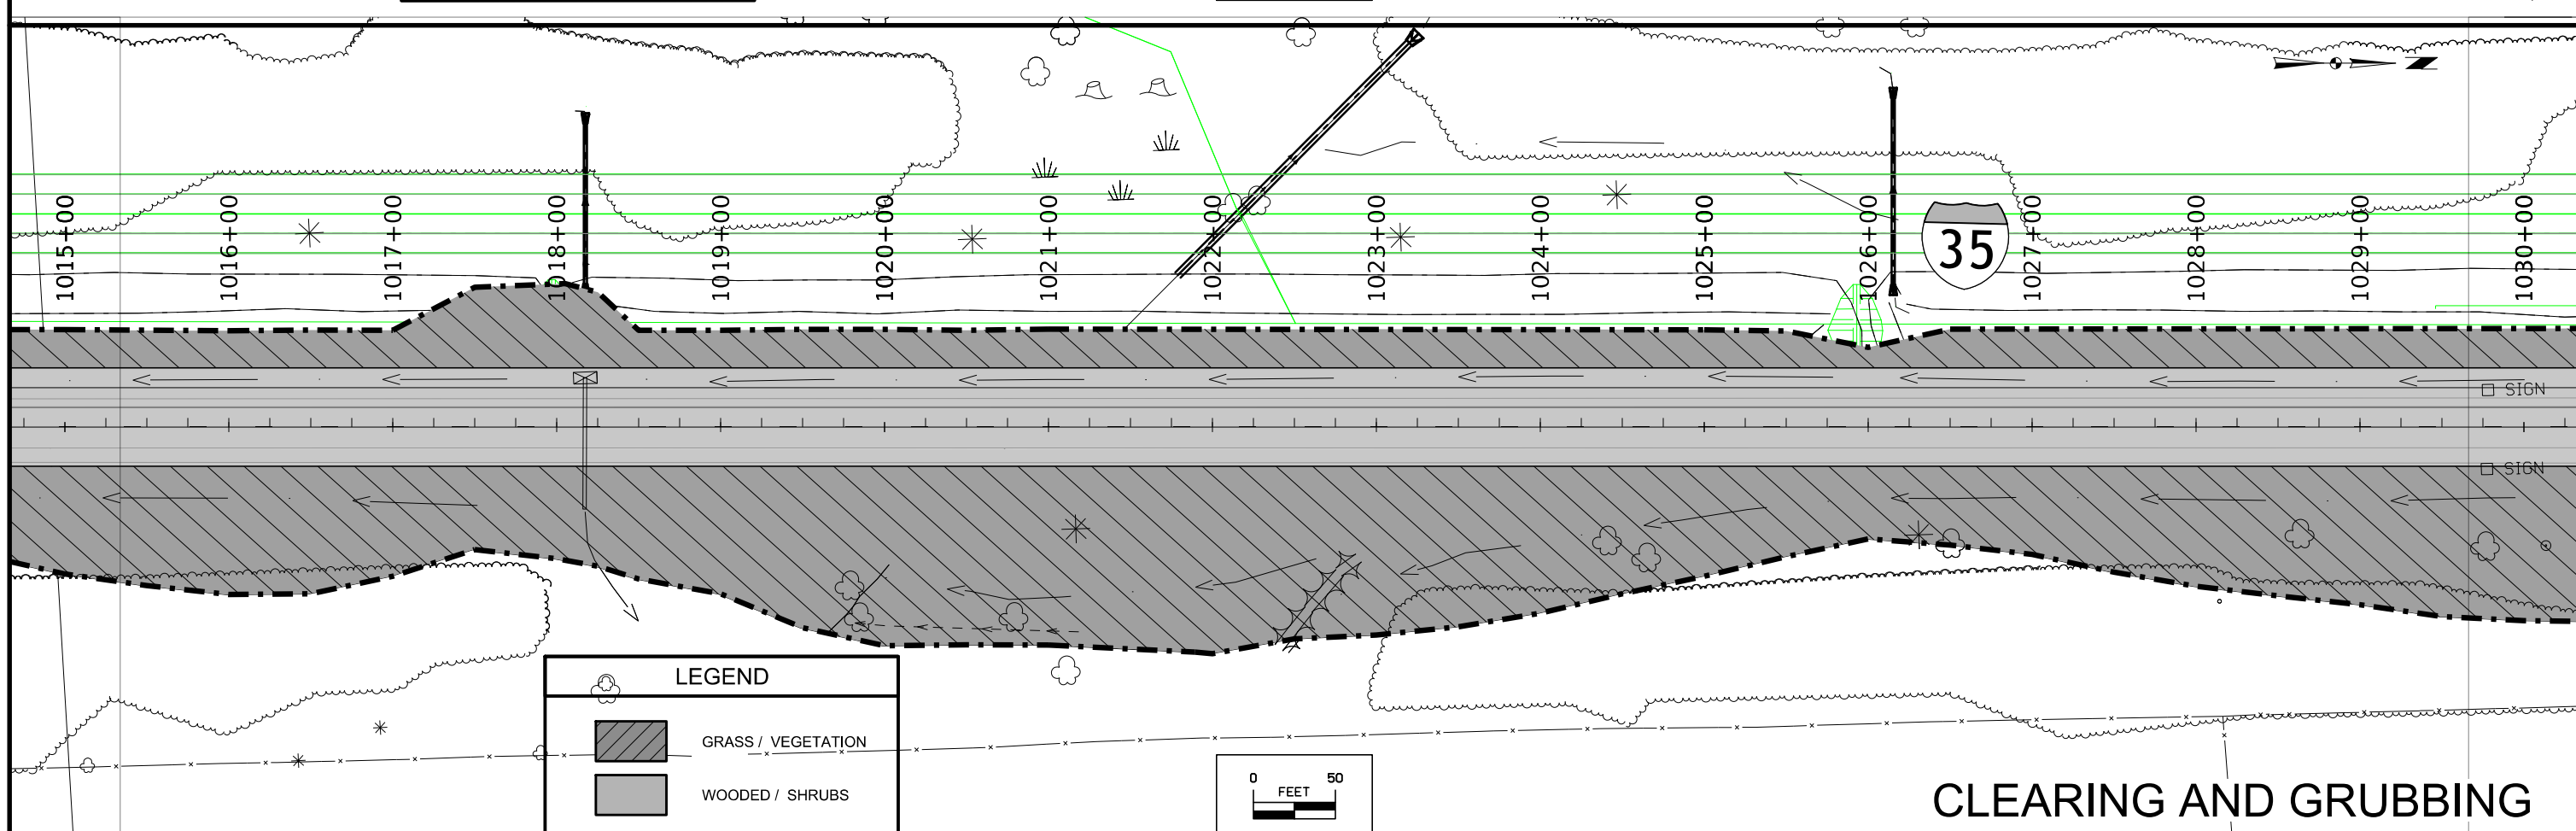 1015+00
1016+00
1017+00
1018+00
1019+00
1020+00
1021+00
1022+00
1023+00
1024+00
1025+00
1026+00
1027+00
1028+00
1029+00
1030+00
35
SIGN
SIGN
LEGEND
GRASS / VEGETATION
WOODED / SHRUBS
0 50
FEET
CLEARING AND GRUBBING